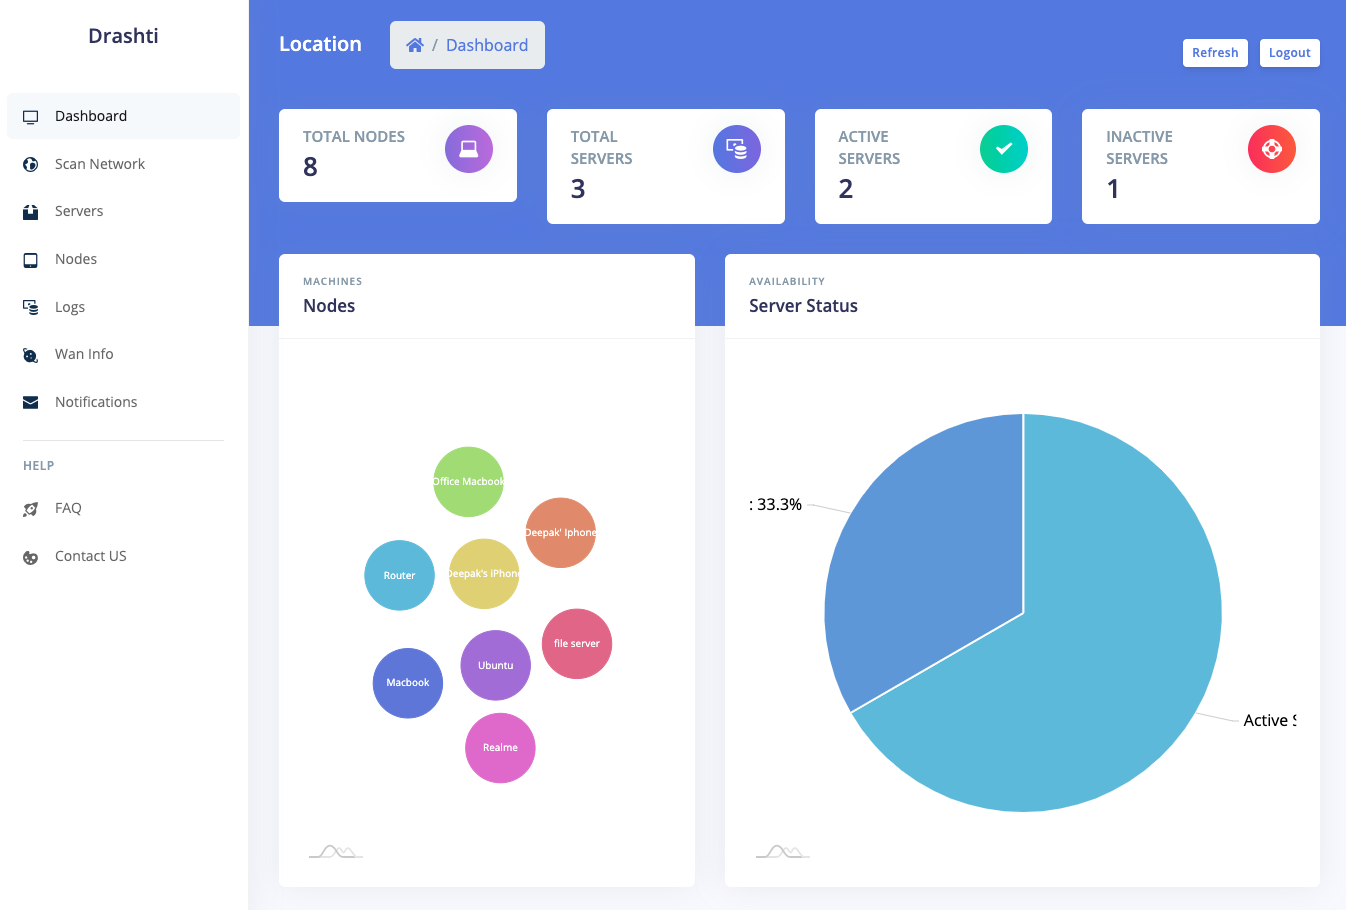 Drashti
Dashboard
Scan Network
Servers
Nodes
Logs
Wan Info
Notifications
HELP
FAQ
Contact US
Location
/ Dashboard
Refresh
Logout
TOTAL NODES
8
TOTAL
SERVERS
3
ACTIVE
SERVERS
2
INACTIVE
SERVERS
1
MACHINES
Nodes
Office Macbook
Deepak' Iphone
Router
Deepak's iPhone
file server
Ubuntu
Macbook
Realme
AVAILABILITY
Server Status
: 33.3%
Active